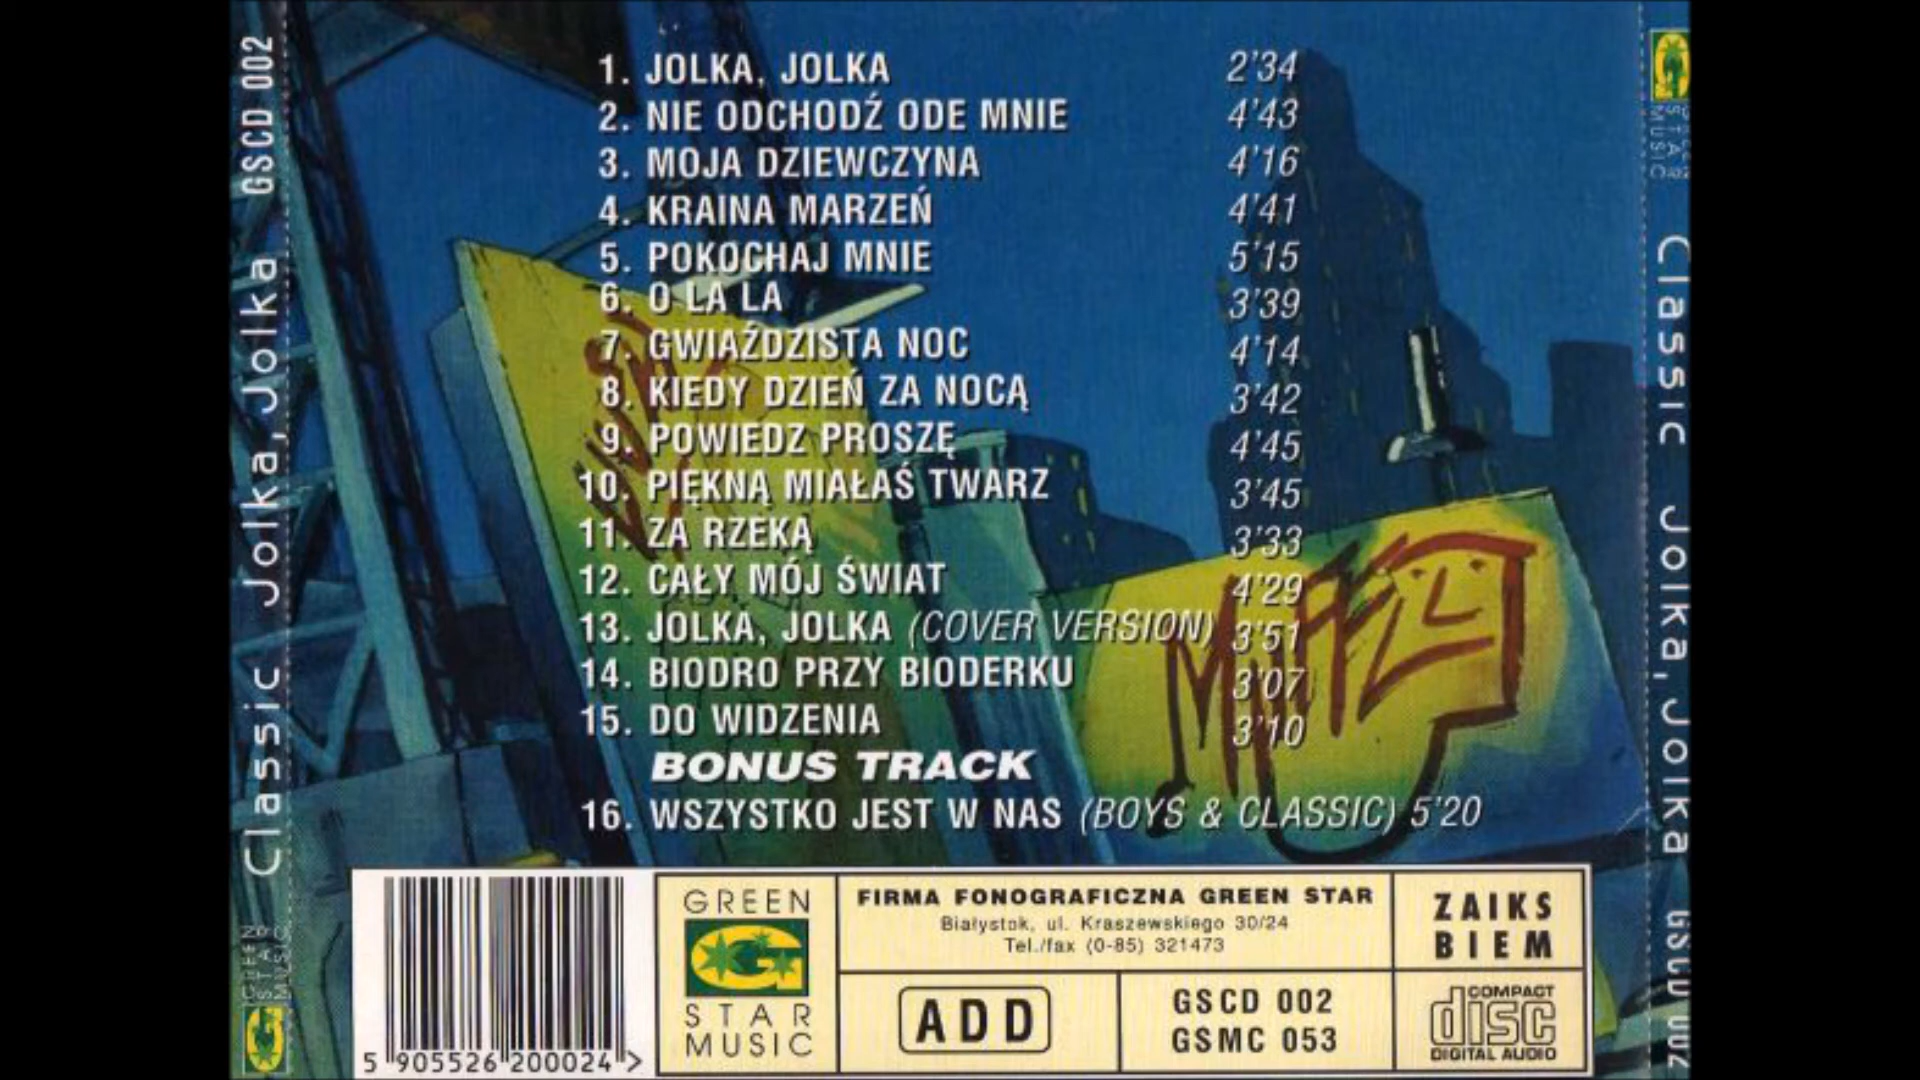 1. JOLKA, JOLKA 2'34
2. NIE ODCHODŹ ODE MNIE 4'43
3. MOJA DZIEWCZYNA 4'16
4. KRAINA MARZEŃ 4'41
5. POKOCHAJ MNIE 5'15
6. O LA LA 3'39
7. GWIAŹDZISTA NOC 4'14
8. KIEDY DZIEŃ ZA NOCĄ 3'42
9. POWIEDZ PROSZĘ 4'45
10. PIĘKNĄ MIAŁAŚ TWARZ 3'45
11. ZA RZEKĄ 3'33
12. CAŁY MÓJ ŚWIAT 4'29
13. JOLKA, JOLKA (COVER VERSION) 3'51
14. BIODRO PRZY BIODERKU 3'07
15. DO WIDZENIA 3'10
BONUS TRACK
16. WSZYSTKO JEST W NAS (BOYS & CLASSIC) 5'20
GREEN STAR MUSIC Classic Jolka, Jolka GSCD 002
GREEN STAR MUSIC Classic Jolka, Jolka GSCD 002
5 905526 200024 >
GREEN
G
STAR
MUSIC
FIRMA FONOGRAFICZNA GREEN STAR
Białystok, ul. Kraszewskiego 30/24
Tel./fax (0-85) 321473
ZAIKS
BIEM
ADD
GSCD 002
GSMC 053
COMPACT
disc
DIGITAL AUDIO